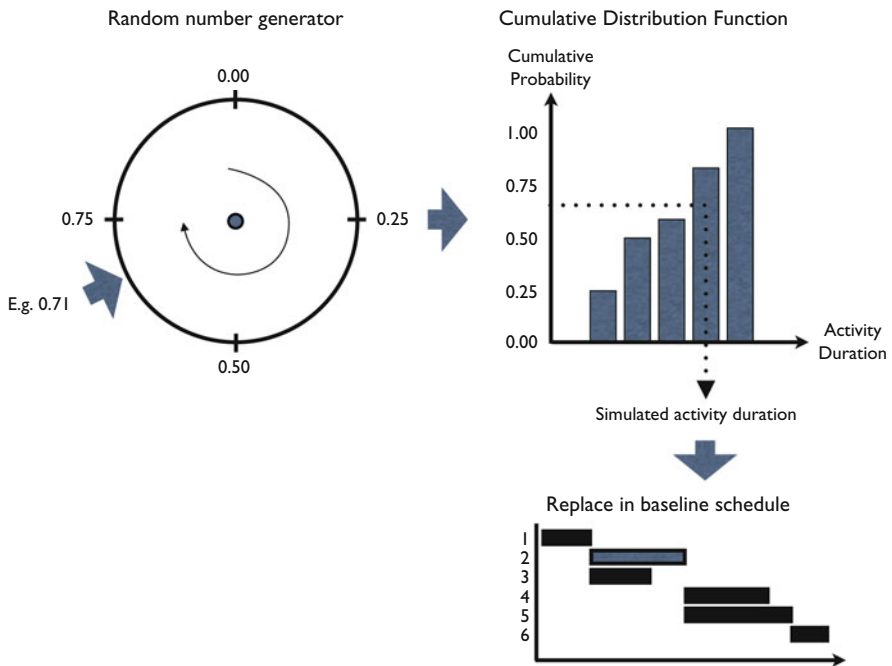 Random number generator
0.00
0.75
0.25
E.g. 0.71
0.50
Cumulative Distribution Function
Cumulative
Probability
1.00
0.75
0.50
0.25
0.00
Activity
Duration
Simulated activity duration
Replace in baseline schedule
1
2
3
4
5
6